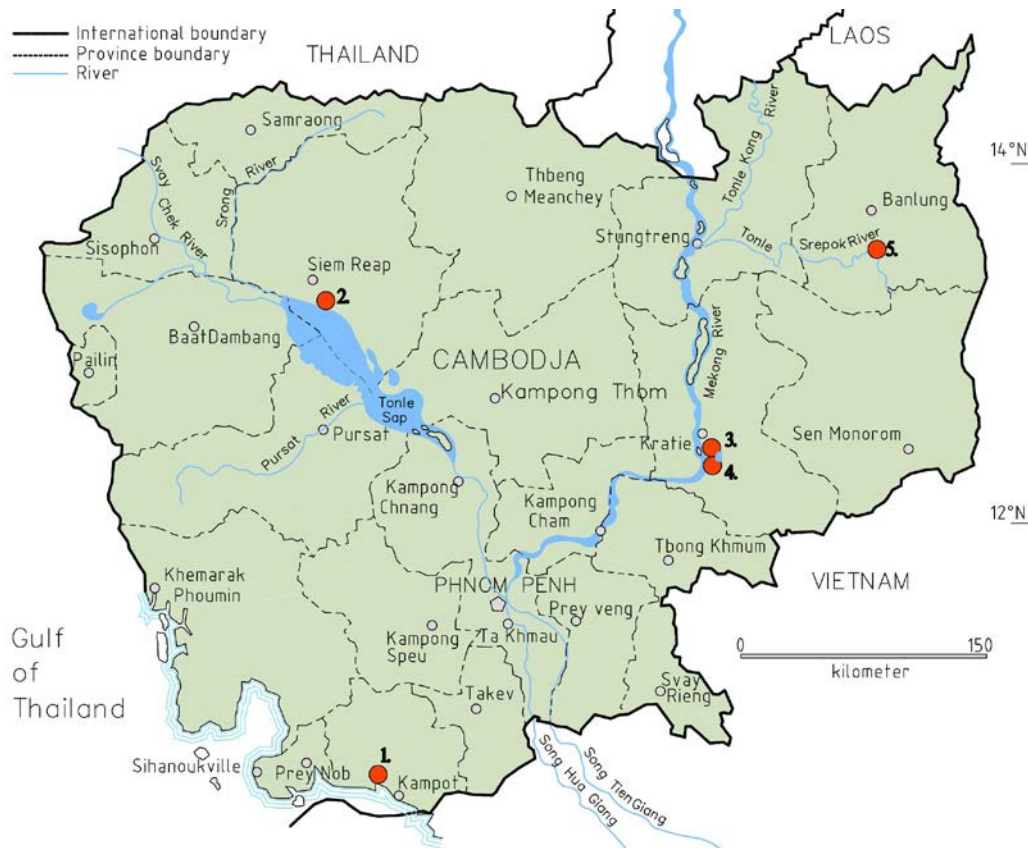 International boundary
Province boundary
River
THAILAND
LAOS
14°N
12°N
Samraong
Svay
Chek River
Srong
River
Sisophon
Siem Reap
2.
BaatDambang
Pailin
Thbeng
Meanchey
Stungtreng
Tonle Kong
River
Tonle
Srepok River
Banlung
5.
CAMBODJA
Kampong Thom
Mekong River
Tonle
Sap
Pursat
River
Pursat
Kratie
3.
4.
Sen Monorom
Kampong
Chnang
Kampong
Cham
Tbong Khmum
VIETNAM
Khemarak
Phoumin
PHNOM PENH
Prey veng
Ta Khmau
Kampong
Speu
Takev
Svay
Rieng
0
150
kilometer
Gulf
of
Thailand
Sihanoukville
Prey Nob
1.
Kampot
Song Hua Giang
Song TienGiang